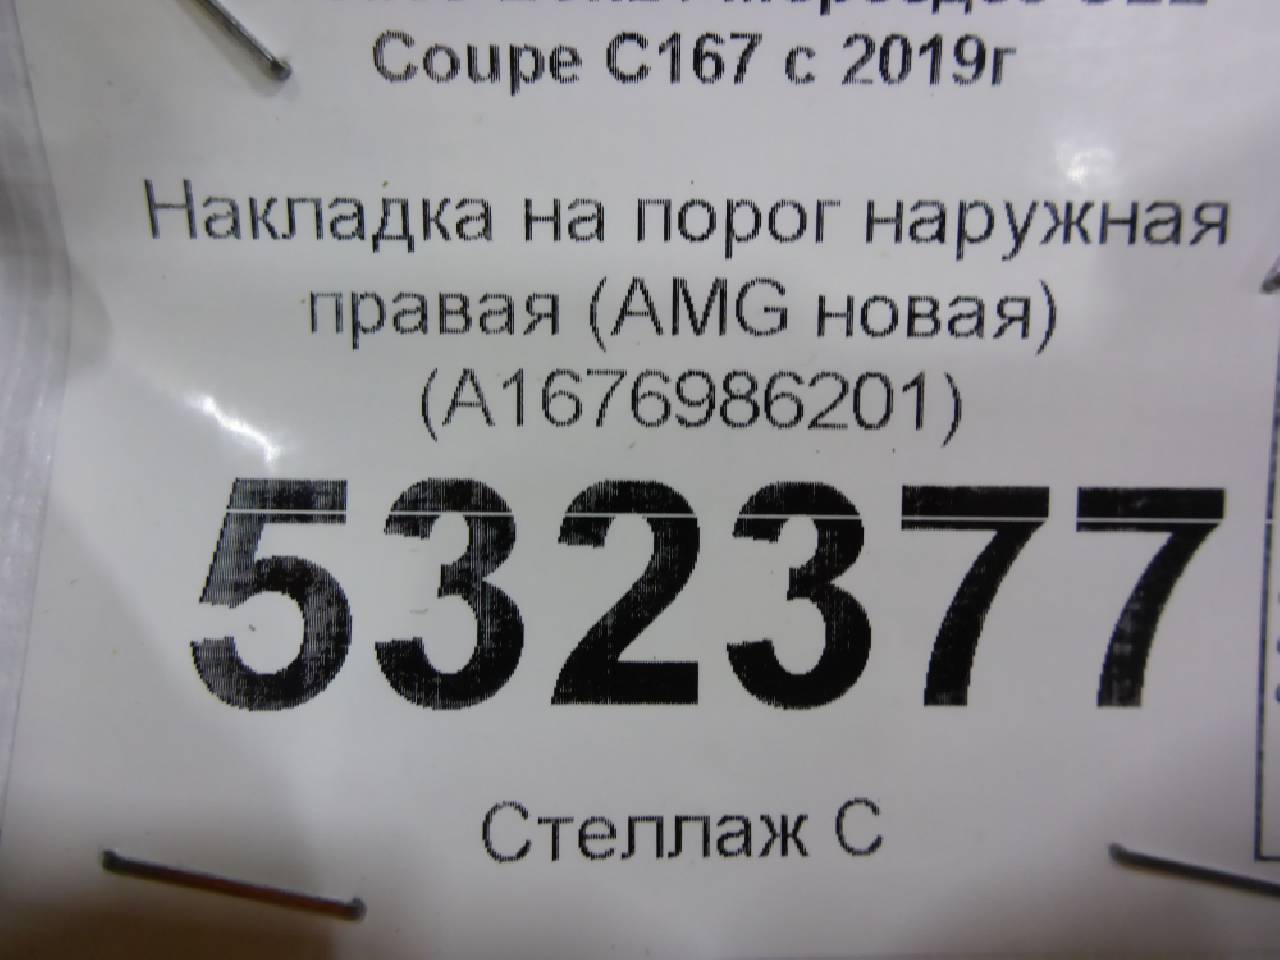 Coupe C167 с 2019г
Накладка на порог наружная
правая (AMG новая)
(A1676986201)
532377
Стеллаж С